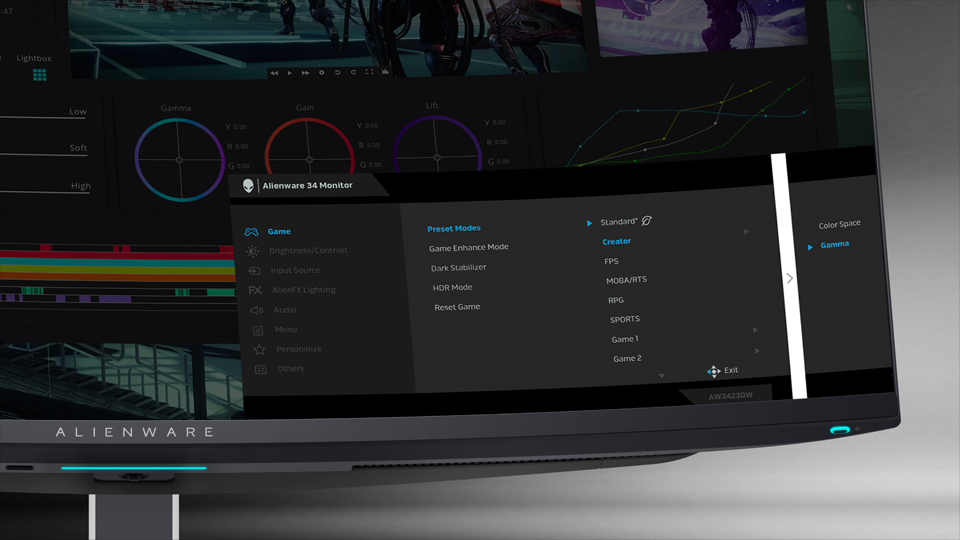 :47
Lightbox
Low
Soft
High
Gamma
Y 0.00
R 0.00
G 0.00
Gain
Y 0.00
R 0.00
G 0.00
Lift
Y 0.00
R 0.00
G 0.00
Alienware 34 Monitor
Game
Brightness/Contrast
Input Source
FX AlienFX Lighting
Audio
Menu
Personalize
Others
Preset Modes
Game Enhance Mode
Dark Stabilizer
HDR Mode
Reset Game
Standard*
Creator
FPS
MOBA/RTS
RPG
SPORTS
Game 1
Game 2
Color Space
Gamma
Exit
AW3423DW
ALIENWARE